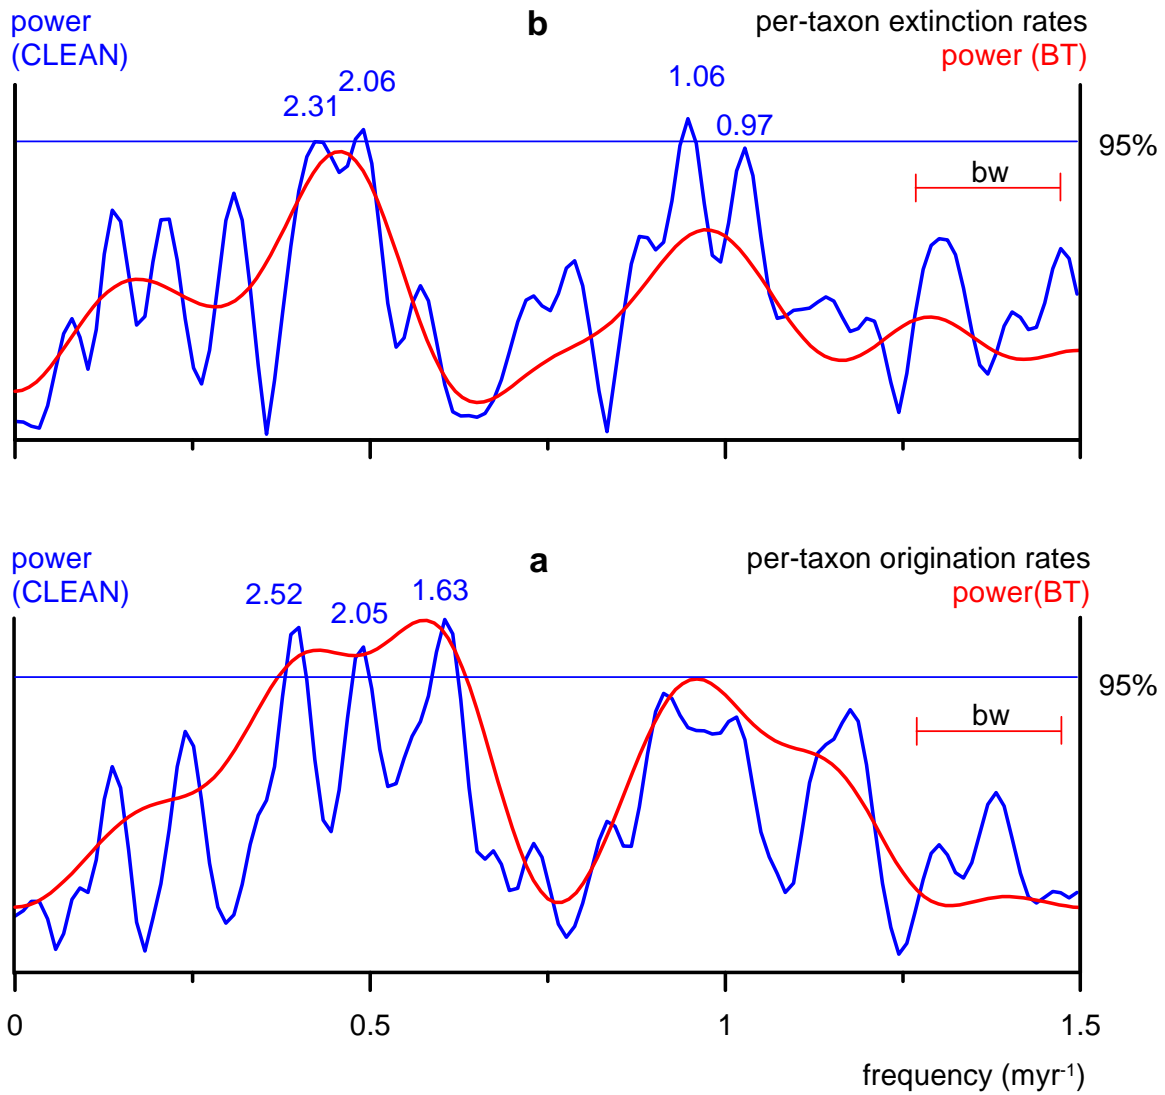 power
(CLEAN)
b
per-taxon extinction rates
power (BT)
2.31
2.06
1.06
0.97
95%
bw
power
(CLEAN)
a
per-taxon origination rates
power(BT)
2.52
2.05
1.63
95%
bw
0 0.5 1 1.5
frequency (myr⁻¹)